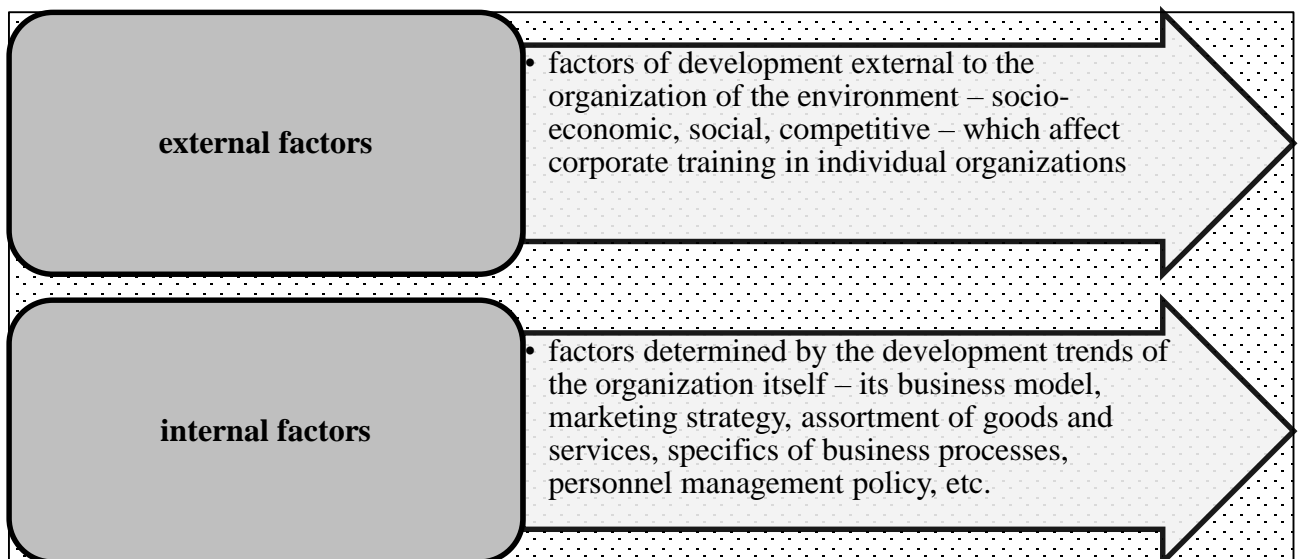 external factors
• factors of development external to the
organization of the environment – socio-
economic, social, competitive – which affect
corporate training in individual organizations
internal factors
• factors determined by the development trends of
the organization itself – its business model,
marketing strategy, assortment of goods and
services, specifics of business processes,
personnel management policy, etc.